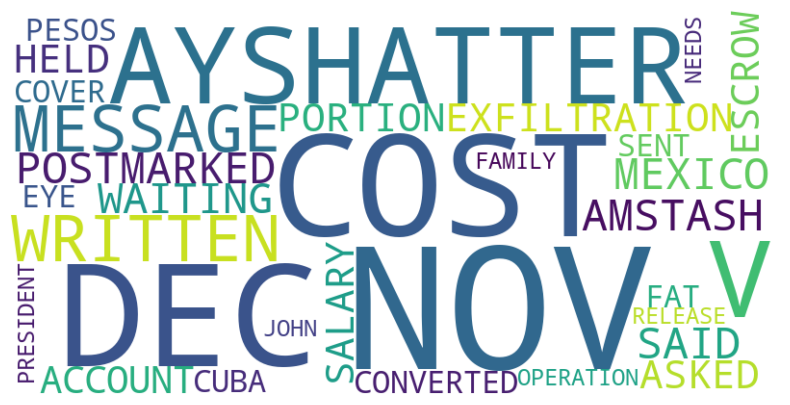 PESOS
AYSHATTER
NEEDS
ESCROW
HELD
COVER
MESSAGE
PORTION
EXFILTRATION
COST
SENT
FAMILY
POSTMARKED
MEXICO
EYE
WAITING
AMSTASH
WRITTEN
DEC
SALARY
NOV
V
PRESIDENT
JOHN
FAT
RELEASE
SAID
ACCOUNT
CUBA
CONVERTED
OPERATION
ASKED